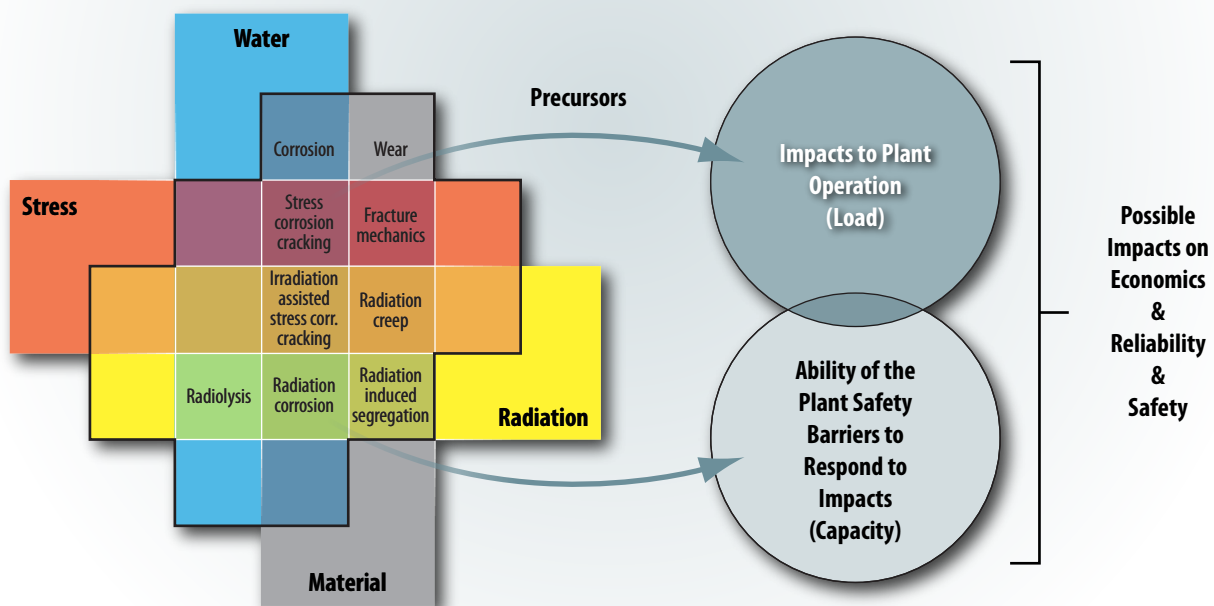 Water
Corrosion
Wear
Stress
Stress
corrosion
cracking
Fracture
mechanics
Irradiation
assisted
stress corr.
cracking
Radiation
creep
Radiolysis
Radiation
corrosion
Radiation
induced
segregation
Radiation
Material
Precursors
Impacts to Plant
Operation
(Load)
Ability of the
Plant Safety
Barriers to
Respond to
Impacts
(Capacity)
Possible
Impacts on
Economics
&
Reliability
&
Safety